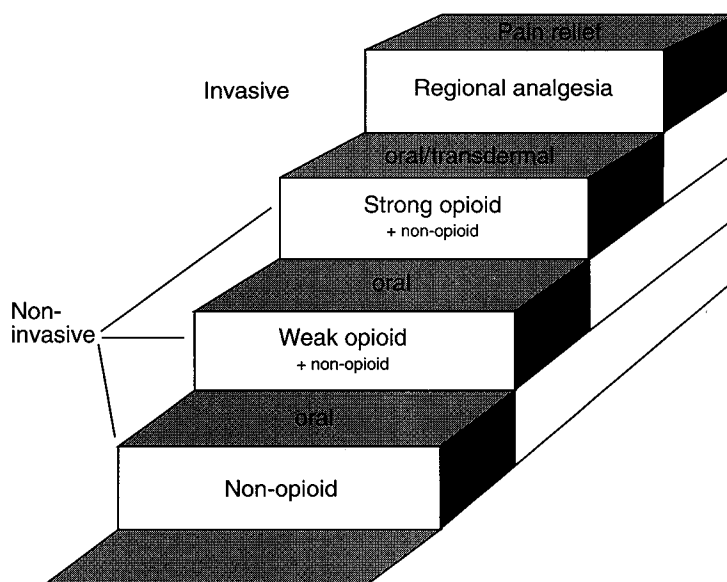 Pain relief
Invasive
Regional analgesia
oral/transdermal
Strong opioid
+ non-opioid
oral
Non-
invasive
Weak opioid
+ non-opioid
oral
Non-opioid